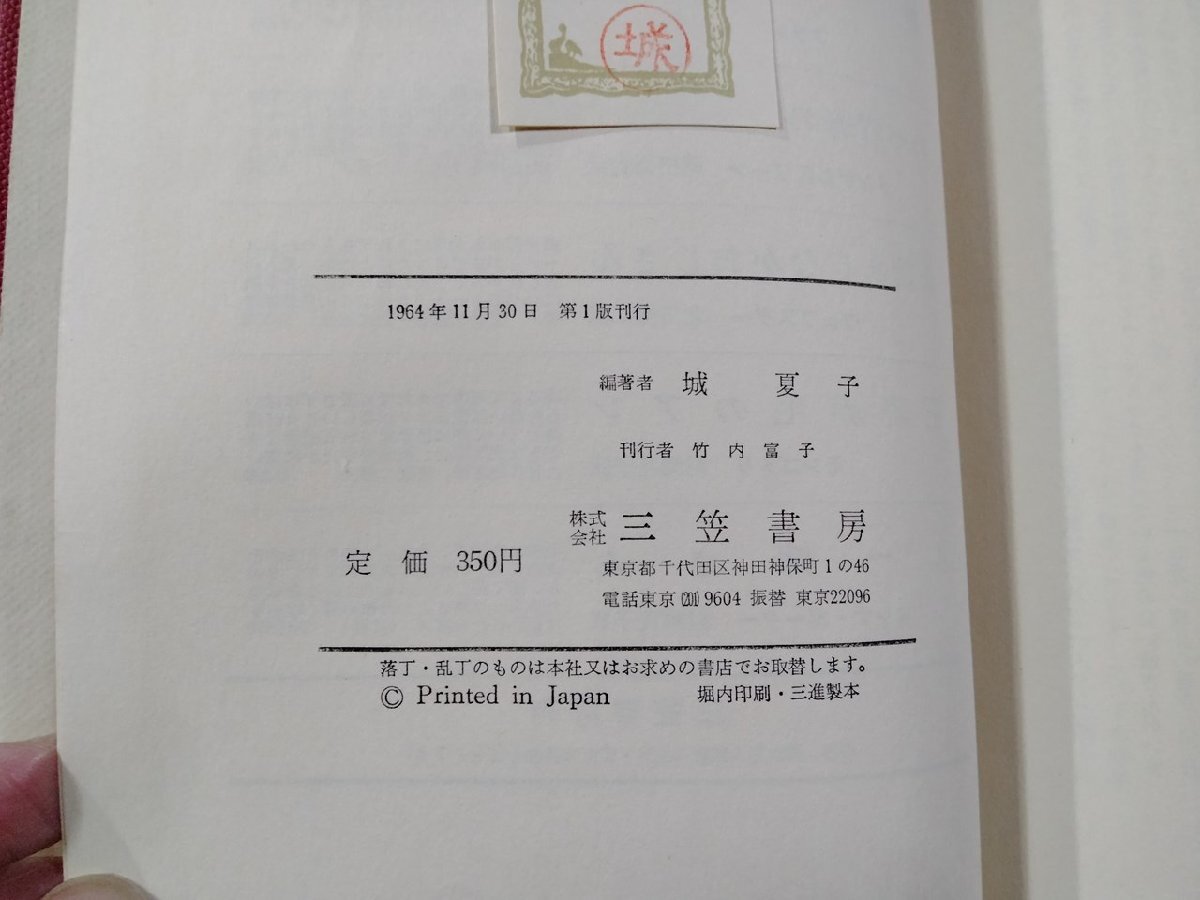 城
1964年11月30日 第1版刊行
編著者 城 夏 子
刊行者 竹 内 富 子
株式会社 三 笠 書 房
定 価 350円
東京都千代田区神田神保町1の46
電話東京(201)9604 振替 東京22096
落丁・乱丁のものは本社又はお求めの書店でお取替します。
© Printed in Japan 堀内印刷・三進製本